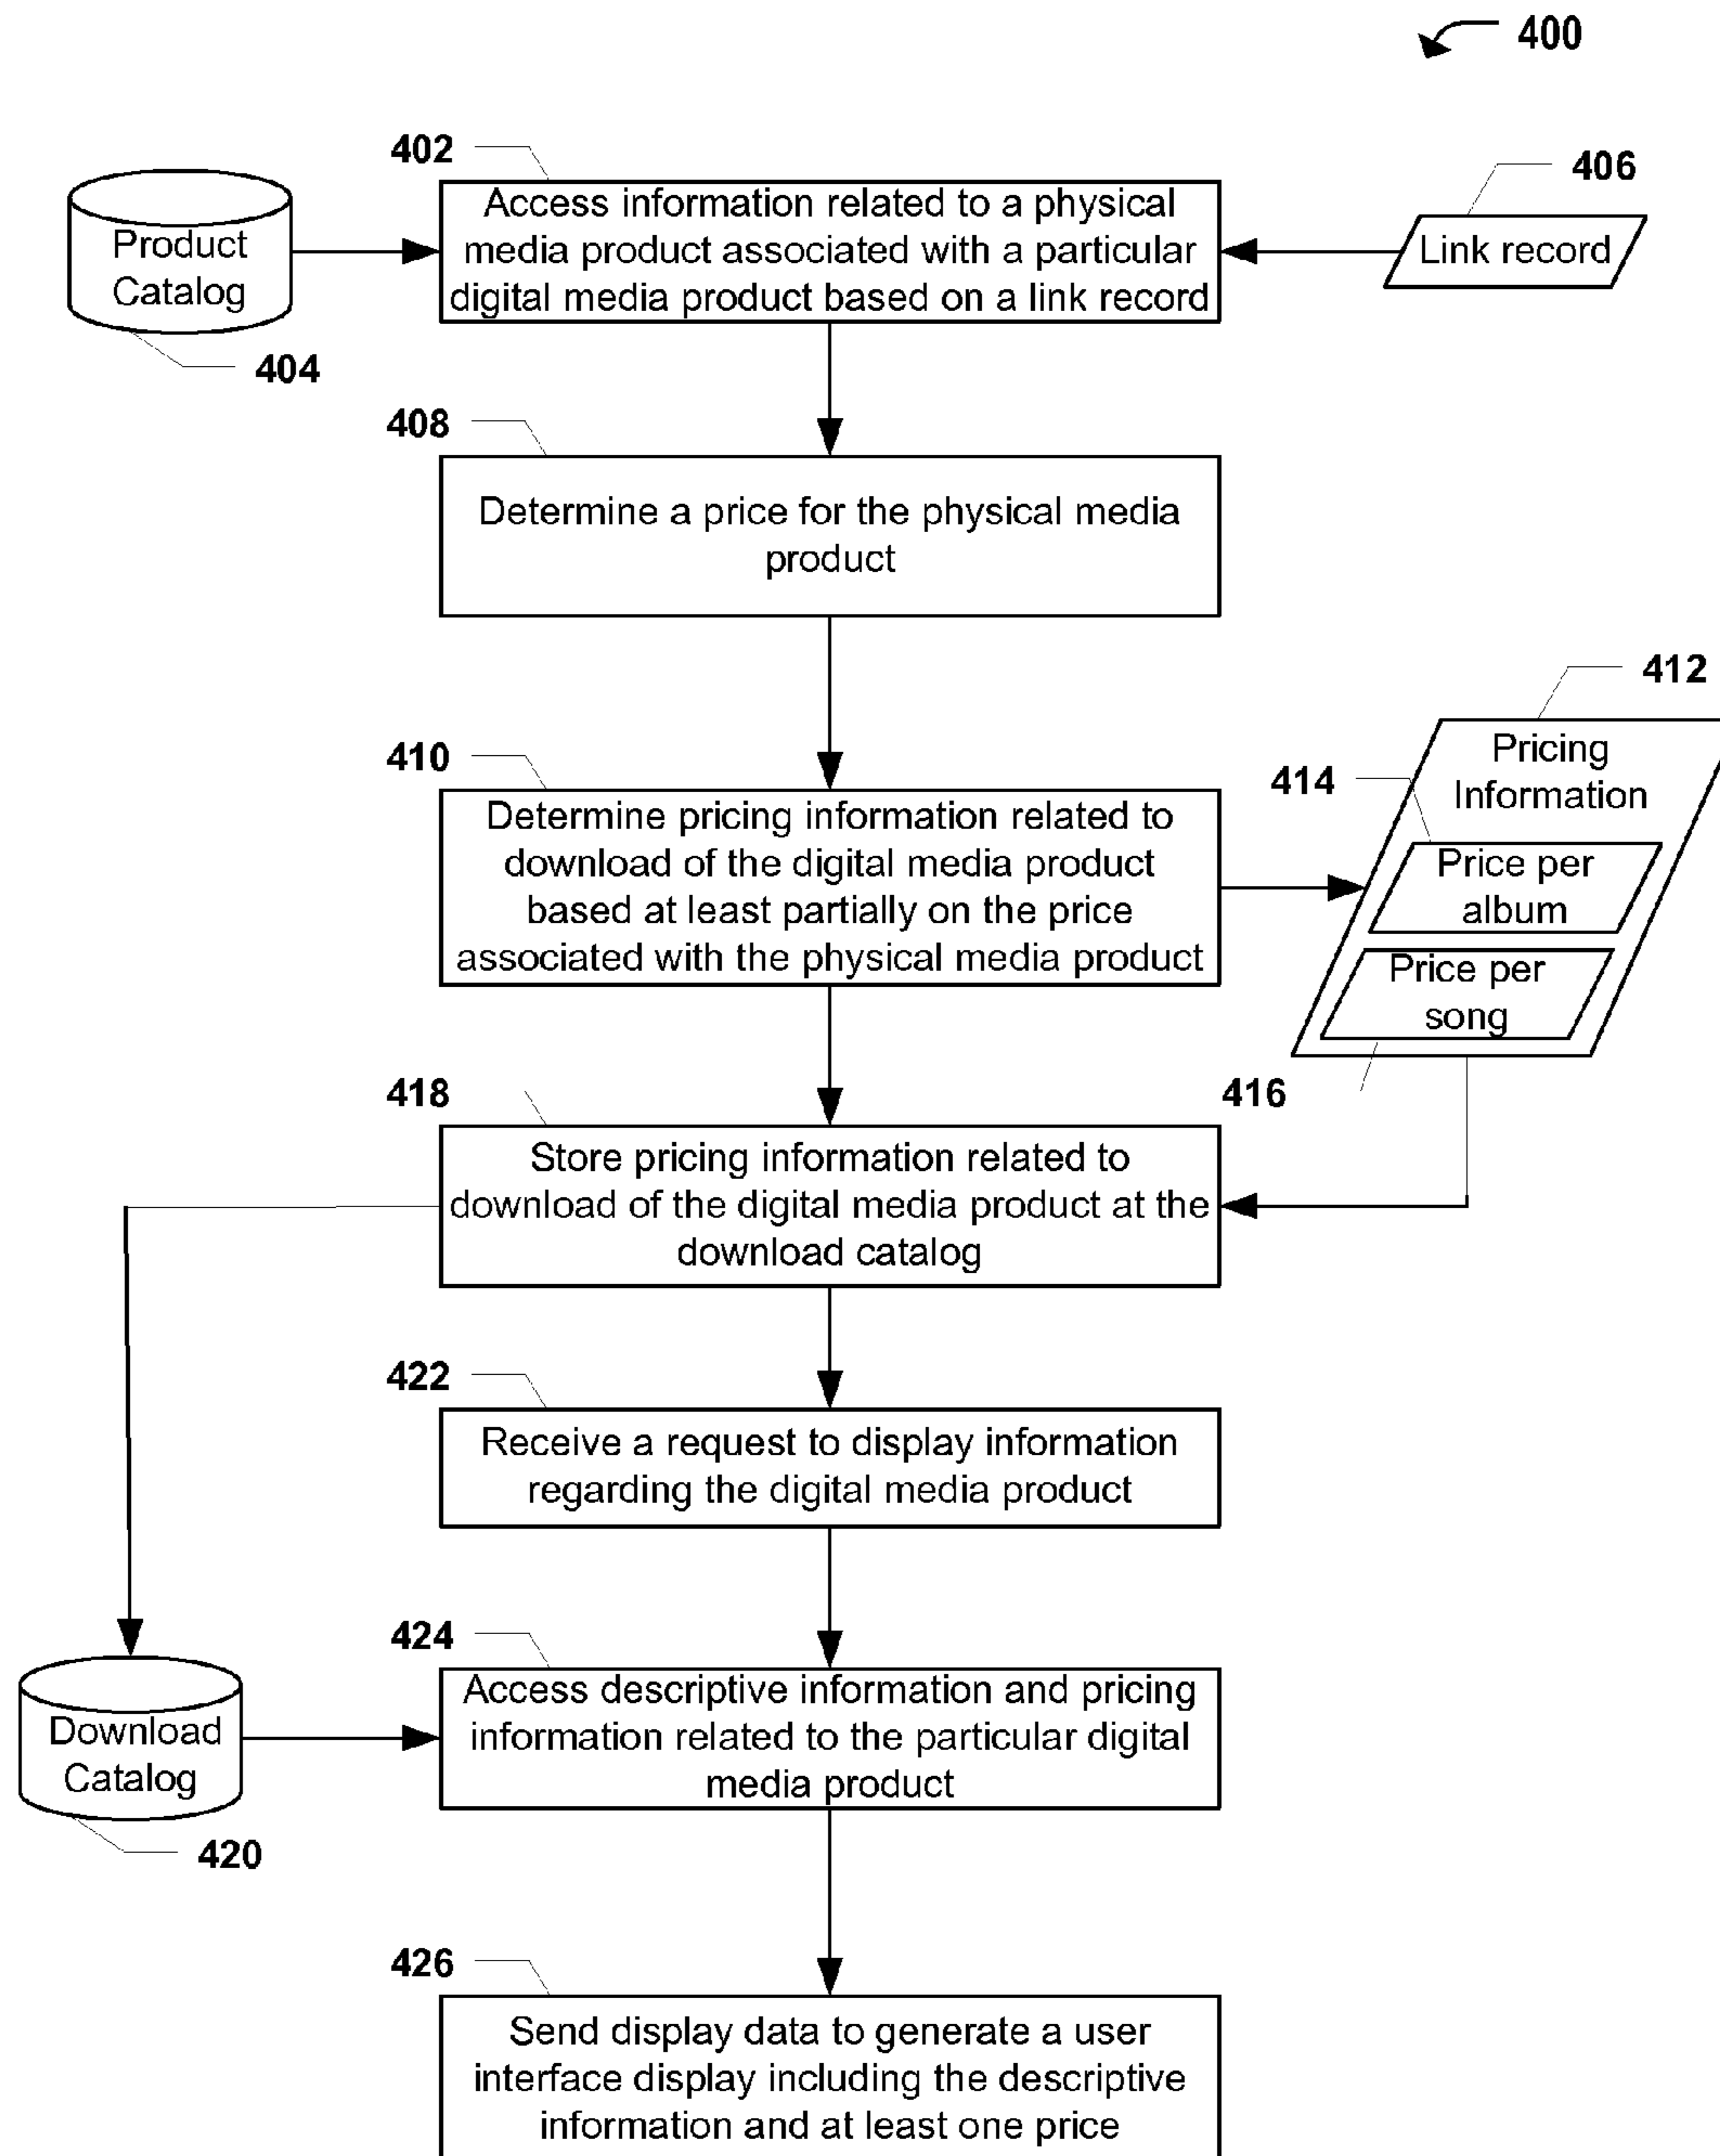 400
402
406
Product
Catalog
404
Access information related to a physical
media product associated with a particular
digital media product based on a link record
Link record
408
Determine a price for the physical media
product
410
Determine pricing information related to
download of the digital media product
based at least partially on the price
associated with the physical media product
412
Pricing
Information
414
Price per
album
Price per
song
416
418
Store pricing information related to
download of the digital media product at the
download catalog
422
Receive a request to display information
regarding the digital media product
424
Access descriptive information and pricing
information related to the particular digital
media product
Download
Catalog
420
426
Send display data to generate a user
interface display including the descriptive
information and at least one price